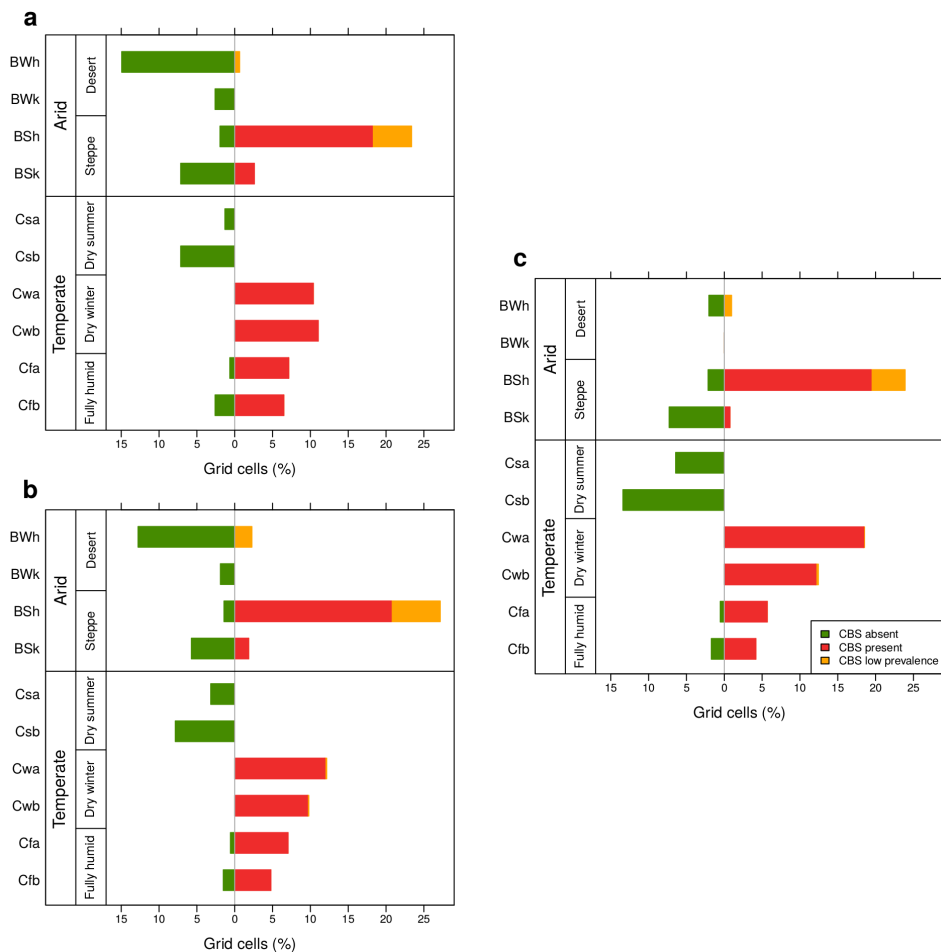 a
Arid
Desert
Steppe
BWh
BWk
BSh
BSk
Temperate
Dry summer
Dry winter
Fully humid
Csa
Csb
Cwa
Cwb
Cfa
Cfb
15 10 5 0 5 10 15 20 25
Grid cells (%)
b
Arid
Desert
Steppe
BWh
BWk
BSh
BSk
Temperate
Dry summer
Dry winter
Fully humid
Csa
Csb
Cwa
Cwb
Cfa
Cfb
15 10 5 0 5 10 15 20 25
Grid cells (%)
c
Arid
Desert
Steppe
BWh
BWk
BSh
BSk
Temperate
Dry summer
Dry winter
Fully humid
Csa
Csb
Cwa
Cwb
Cfa
Cfb
CBS absent
CBS present
CBS low prevalence
15 10 5 0 5 10 15 20 25
Grid cells (%)